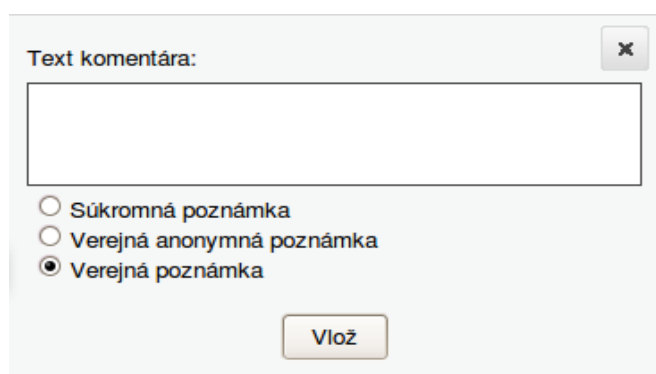 Text komentára:
Súkromná poznámka
Verejná anonymná poznámka
Verejná poznámka
Vlož